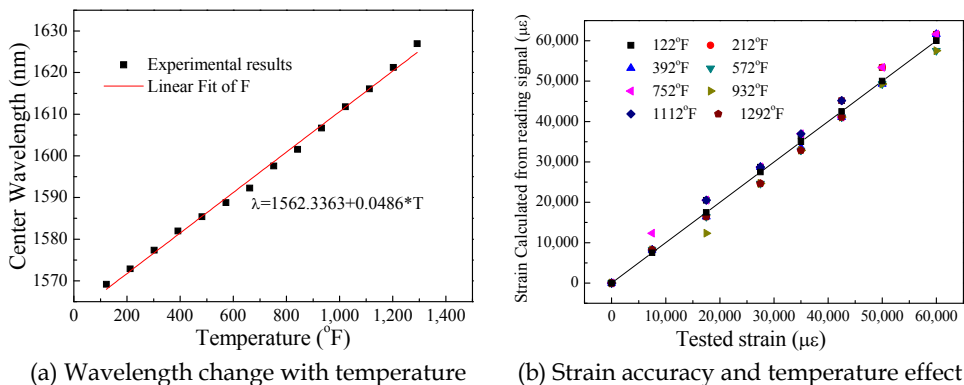 1630
1620
1610
1600
1590
1580
1570
Center Wavelength (nm)
Experimental results
Linear Fit of F
λ=1562.3363+0.0486*T
0 200 400 600 800 1,000 1,200 1,400
Temperature (°F)
(a) Wavelength change with temperature
60,000
50,000
40,000
30,000
20,000
10,000
0
Strain Calculated from reading signal (με)
122°F 212°F
392°F 572°F
752°F 932°F
1112°F 1292°F
0 10,000 20,000 30,000 40,000 50,000 60,000
Tested strain (με)
(b) Strain accuracy and temperature effect